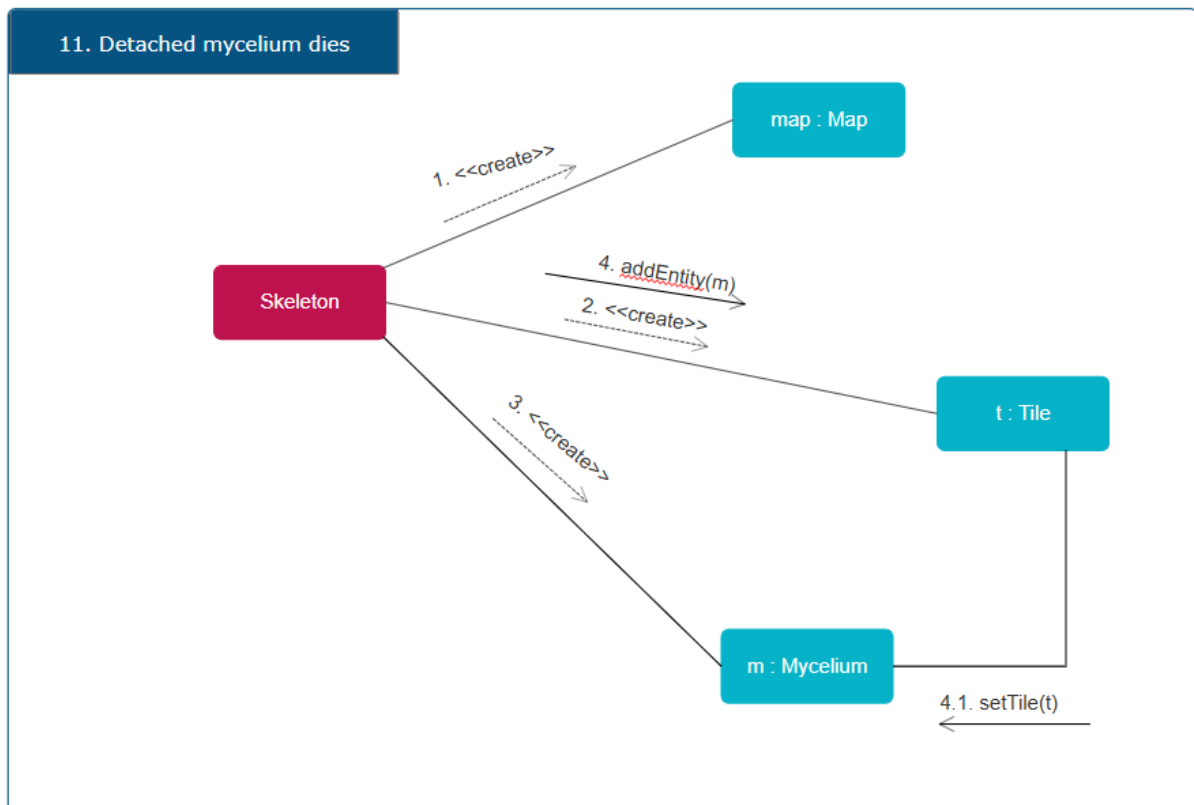 11. Detached mycelium dies
map : Map
1. <<create>>
Skeleton
4. addEntity(m)
2. <<create>>
3. <<create>>
t : Tile
m : Mycelium
4.1. setTile(t)